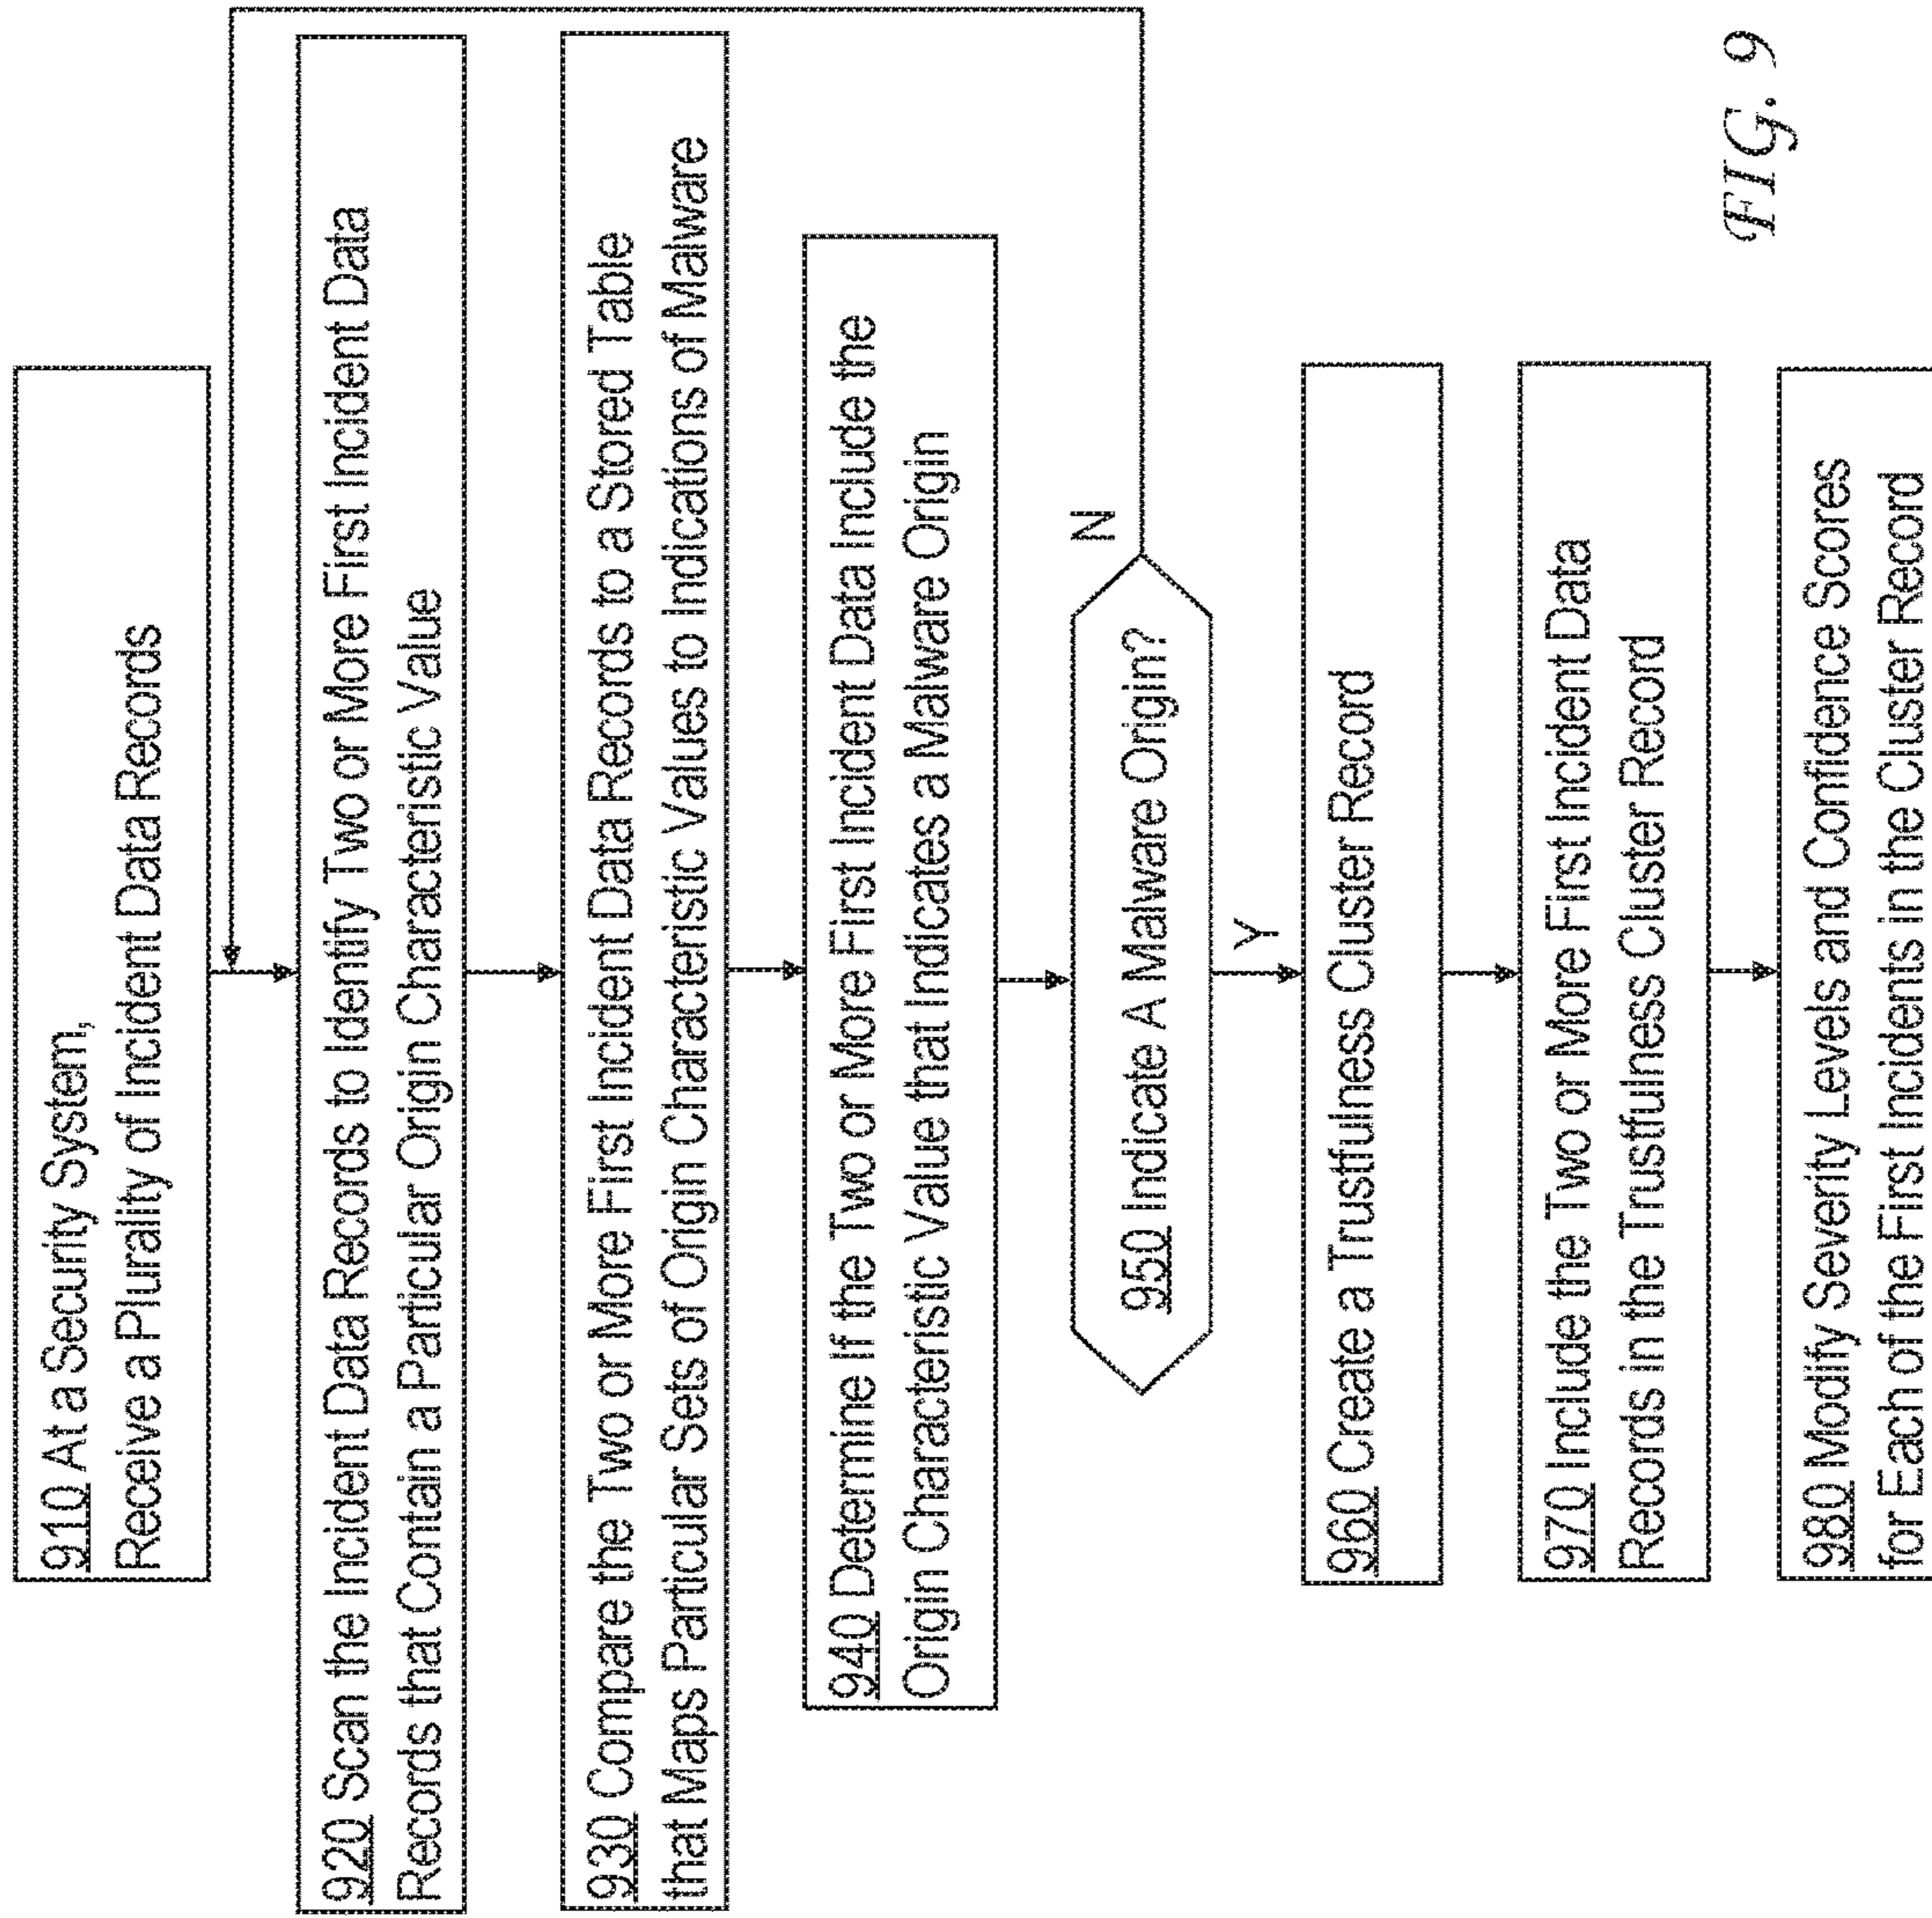 910 At a Security System,
Receive a Plurality of Incident Data Records
920 Scan the Incident Data Records to Identify Two or More First Incident Data
Records that Contain a Particular Origin Characteristic Value
930 Compare the Two or More First Incident Data Records to a Stored Table
that Maps Particular Sets of Origin Characteristic Values to Indications of Malware
940 Determine If the Two or More First Incident Data Include the
Origin Characteristic Value that Indicates a Malware Origin
950 Indicate A Malware Origin?
N
Y
960 Create a Trustfulness Cluster Record
970 Include the Two or More First Incident Data
Records in the Trustfulness Cluster Record
980 Modify Severity Levels and Confidence Scores
for Each of the First Incidents in the Cluster Record
FIG. 9